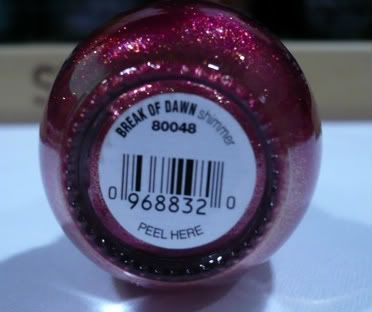 BREAK OF DAWN shimmer
80048
0 968832 0
PEEL HERE